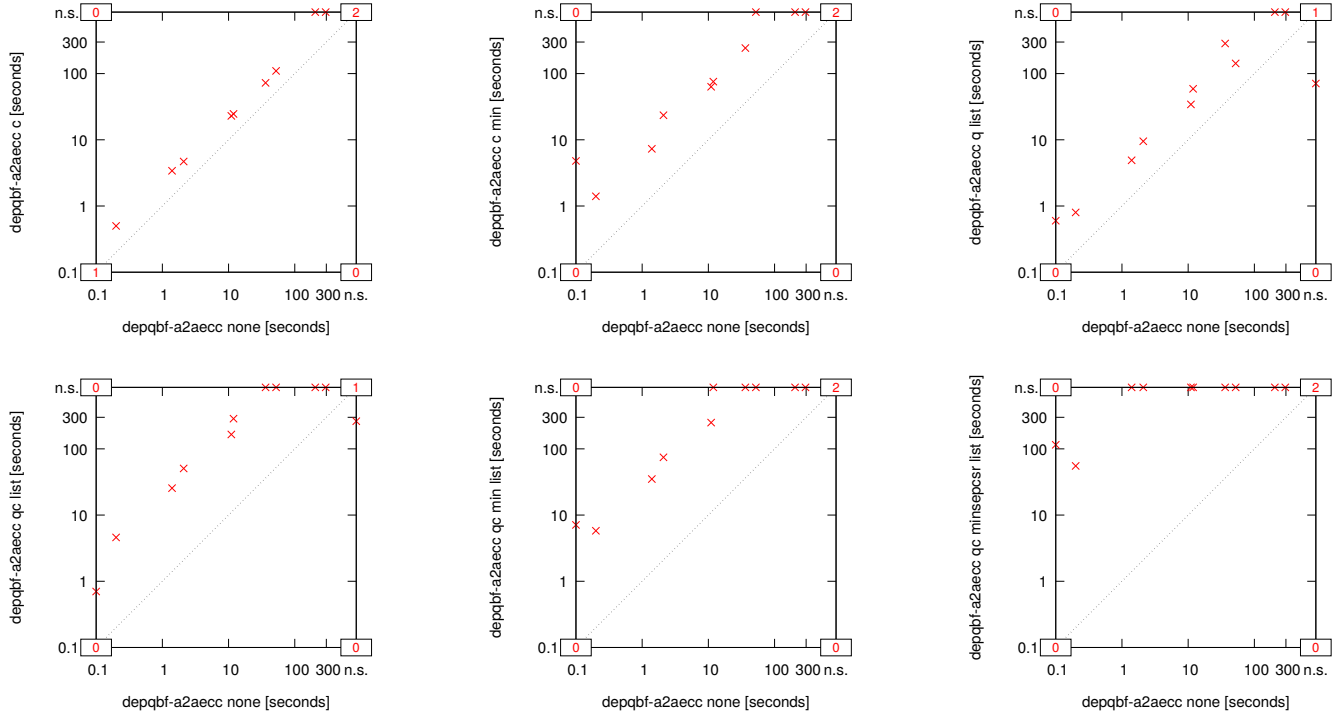 n.s. 0 2
300
100
10
1
0.1 1 0
0.1 1 10 100 300 n.s.
depqbf-a2aecc c [seconds]
depqbf-a2aecc none [seconds]
n.s. 0 2
300
100
10
1
0.1 0 0
0.1 1 10 100 300 n.s.
depqbf-a2aecc c min [seconds]
depqbf-a2aecc none [seconds]
n.s. 0 1
300
100
10
1
0.1 0 0
0.1 1 10 100 300 n.s.
depqbf-a2aecc q list [seconds]
depqbf-a2aecc none [seconds]
n.s. 0 1
300
100
10
1
0.1 0 0
0.1 1 10 100 300 n.s.
depqbf-a2aecc qc list [seconds]
depqbf-a2aecc none [seconds]
n.s. 0 2
300
100
10
1
0.1 0 0
0.1 1 10 100 300 n.s.
depqbf-a2aecc qc min list [seconds]
depqbf-a2aecc none [seconds]
n.s. 0 2
300
100
10
1
0.1 0 0
0.1 1 10 100 300 n.s.
depqbf-a2aecc qc minsepcsr list [seconds]
depqbf-a2aecc none [seconds]